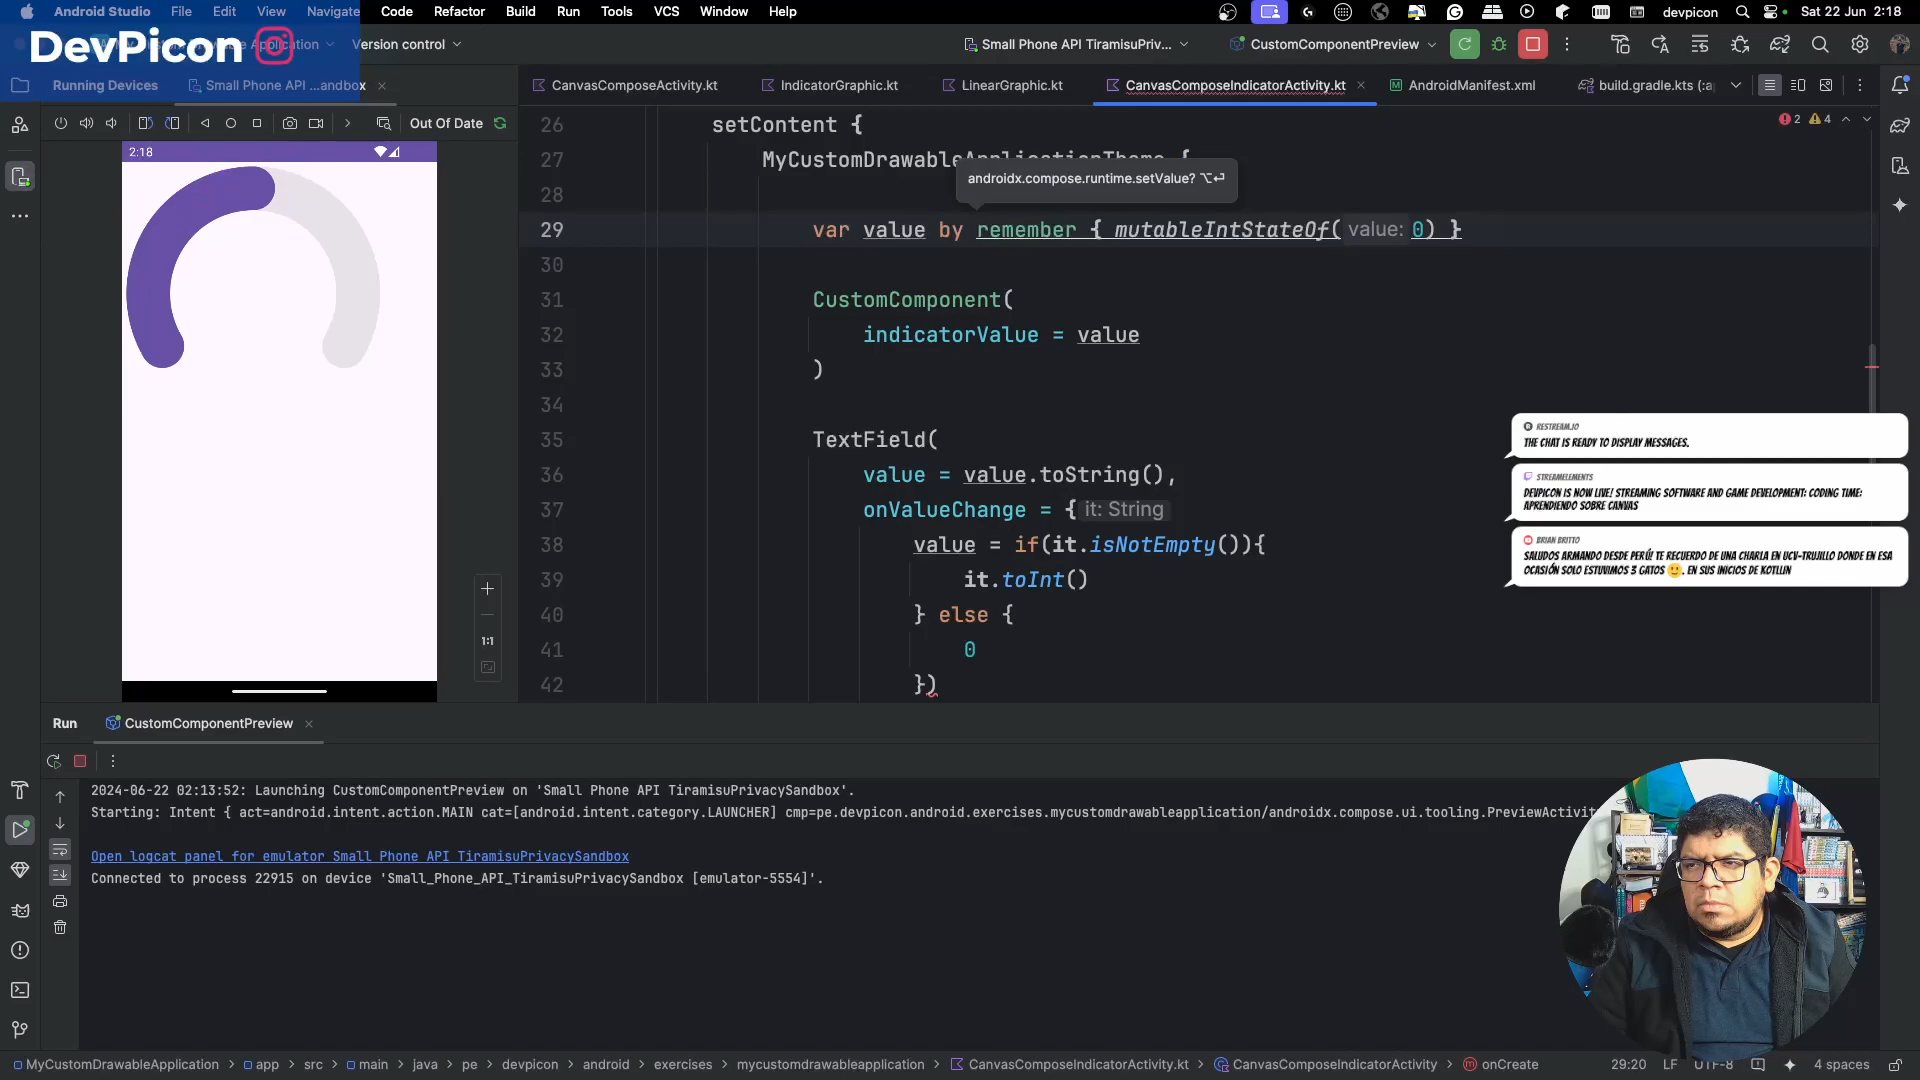 Android Studio File Edit View Navigate Code Refactor Build Run Tools VCS Window Help devpicon Sat 22 Jun 2:18
DevPicon
Version control
Small Phone API TiramisuPriv... CustomComponentPreview
Running Devices Small Phone API ...andbox
CanvasComposeActivity.kt IndicatorGraphic.kt LinearGraphic.kt CanvasComposeIndicatorActivity.kt AndroidManifest.xml build.gradle.kts (:ap
Out Of Date
2 4
2:18
1:1
26 setContent {
27 MyCustomDrawableApplicationTheme {
androidx.compose.runtime.setValue? ⌥⏎
28
29 var value by remember { mutableIntStateOf( value: 0) }
30
31 CustomComponent(
32 indicatorValue = value
33 )
34
35 TextField(
36 value = value.toString(),
37 onValueChange = { it: String
38 value = if(it.isNotEmpty()){
39 it.toInt()
40 } else {
41 0
42 })
RESTREAM.IO
THE CHAT IS READY TO DISPLAY MESSAGES.
STREAMELEMENTS
DEVPICON IS NOW LIVE! STREAMING SOFTWARE AND GAME DEVELOPMENT: CODING TIME:
APRENDIENDO SOBRE CANVAS
BRIAN BRITTO
SALUDOS ARMANDO DESDE PERÚ! TE RECUERDO DE UNA CHARLA EN UCV-TRUJILLO DONDE EN ESA
OCASIÓN SOLO ESTUVIMOS 3 GATOS 🙂. EN SUS INICIOS DE KOTLIN
Run CustomComponentPreview
2024-06-22 02:13:52: Launching CustomComponentPreview on 'Small Phone API TiramisuPrivacySandbox'.
Starting: Intent { act=android.intent.action.MAIN cat=[android.intent.category.LAUNCHER] cmp=pe.devpicon.android.exercises.mycustomdrawableapplication/androidx.compose.ui.tooling.PreviewActivit
Open logcat panel for emulator Small Phone API TiramisuPrivacySandbox
Connected to process 22915 on device 'Small_Phone_API_TiramisuPrivacySandbox [emulator-5554]'.
MyCustomDrawableApplication > app > src > main > java > pe > devpicon > android > exercises > mycustomdrawableapplication > CanvasComposeIndicatorActivity.kt > CanvasComposeIndicatorActivity > onCreate 29:20 LF UTF-8 4 spaces